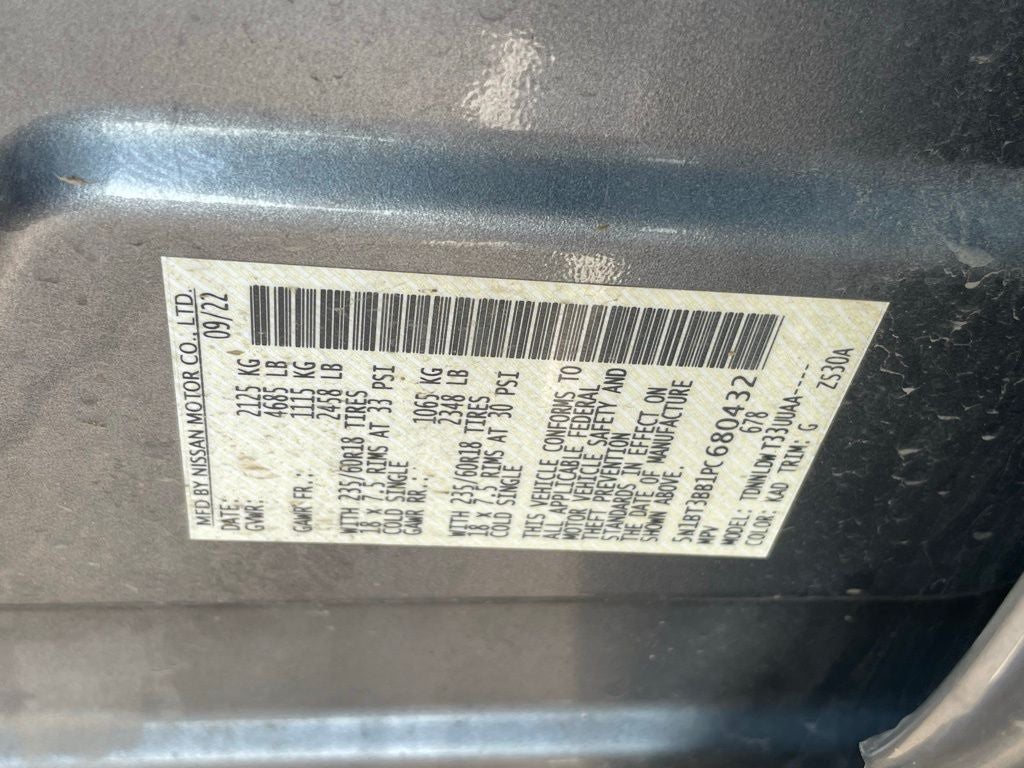 MFD BY NISSAN MOTOR CO., LTD.
DATE: 09/22
GVWR: 2125 KG
4685 LB
GAWR FR.: 1115 KG
2458 LB
WITH 235/60R18 TIRES
18 x 7.5 RIMS AT 33 PSI
COLD SINGLE
GAWR RR.: 1065 KG
2348 LB
WITH 235/60R18 TIRES
18 x 7.5 RIMS AT 30 PSI
COLD SINGLE
THIS VEHICLE CONFORMS TO
ALL APPLICABLE FEDERAL
MOTOR VEHICLE SAFETY AND
THEFT PREVENTION
STANDARDS IN EFFECT ON
THE DATE OF MANUFACTURE
SHOWN ABOVE.
5N1BT3BB1PC680432
MPV 678
MODEL: TDWNLDW T33UUAA----
COLOR: KAD TRIM: G ZS30A